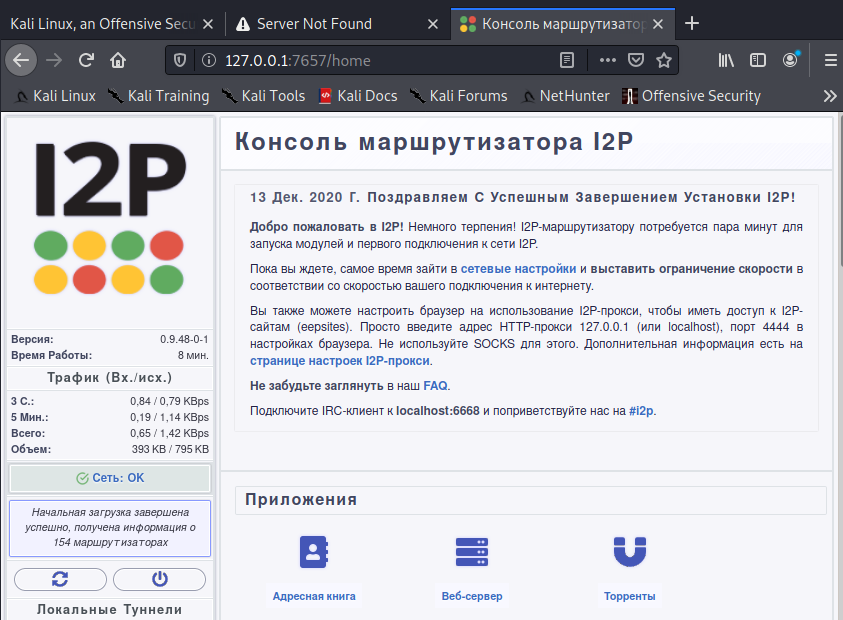 Kali Linux, an Offensive Secu
Server Not Found
Консоль маршрутизатор
127.0.0.1:7657/home
Kali Linux
Kali Training
Kali Tools
Kali Docs
Kali Forums
NetHunter
Offensive Security
I2P
Версия: 0.9.48-0-1
Время Работы: 8 мин.
Трафик (Вх./исх.)
3 С.: 0,84 / 0,79 KBps
5 Мин.: 0,19 / 1,14 KBps
Всего: 0,65 / 1,42 KBps
Объем: 393 KB / 795 KB
Сеть: OK
Начальная загрузка завершена
успешно, получена информация о
154 маршрутизаторах
Локальные Туннели
Консоль маршрутизатора I2P
13 Дек. 2020 Г. Поздравляем С Успешным Завершением Установки I2P!
Добро пожаловать в I2P! Немного терпения! I2P-маршрутизатору потребуется пара минут для
запуска модулей и первого подключения к сети I2P.
Пока вы ждете, самое время зайти в сетевые настройки и выставить ограничение скорости в
соответствии со скоростью вашего подключения к интернету.
Вы также можете настроить браузер на использование I2P-прокси, чтобы иметь доступ к I2P-
сайтам (eepsites). Просто введите адрес HTTP-прокси 127.0.0.1 (или localhost), порт 4444 в
настройках браузера. Не используйте SOCKS для этого. Дополнительная информация есть на
странице настроек I2P-прокси.
Не забудьте заглянуть в наш FAQ.
Подключите IRC-клиент к localhost:6668 и поприветствуйте нас на #i2p.
Приложения
Адресная книга
Веб-сервер
Торренты